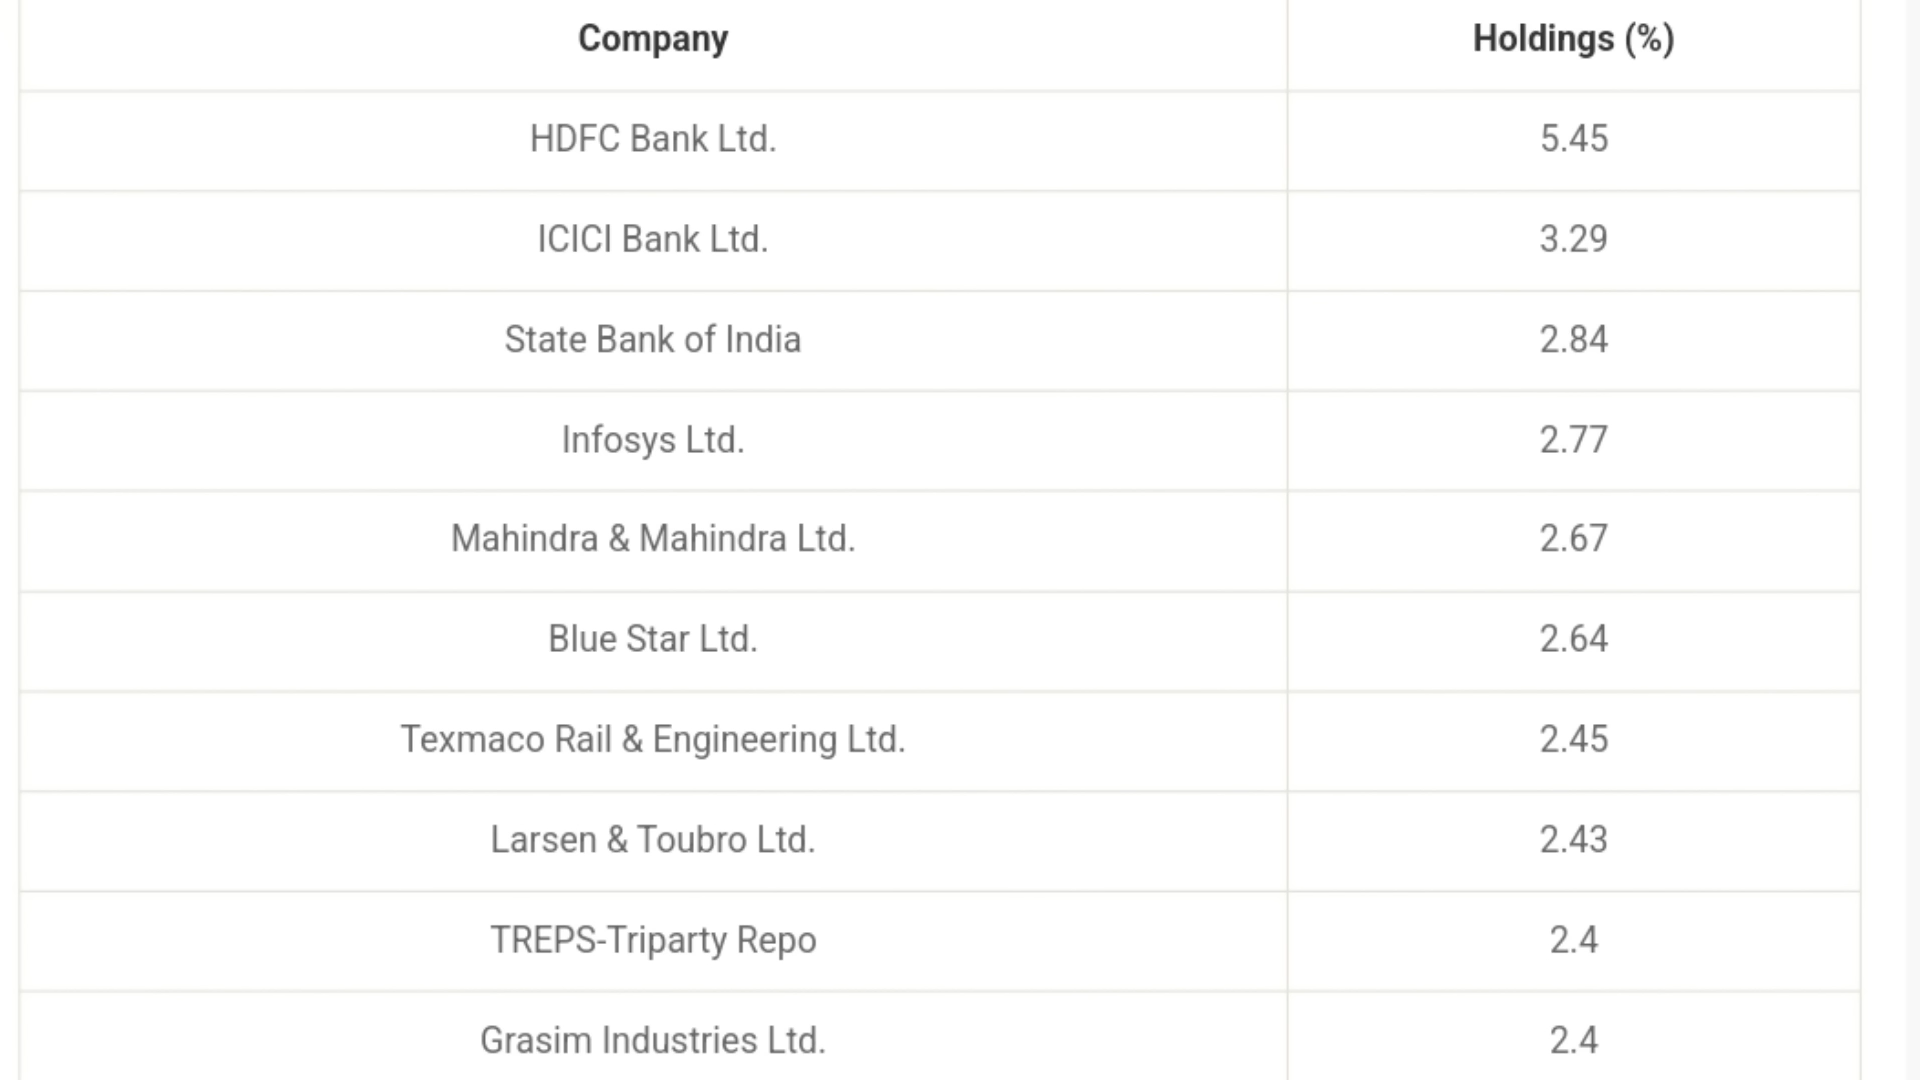 Company Holdings (%)
HDFC Bank Ltd. 5.45
ICICI Bank Ltd. 3.29
State Bank of India 2.84
Infosys Ltd. 2.77
Mahindra & Mahindra Ltd. 2.67
Blue Star Ltd. 2.64
Texmaco Rail & Engineering Ltd. 2.45
Larsen & Toubro Ltd. 2.43
TREPS-Triparty Repo 2.4
Grasim Industries Ltd. 2.4